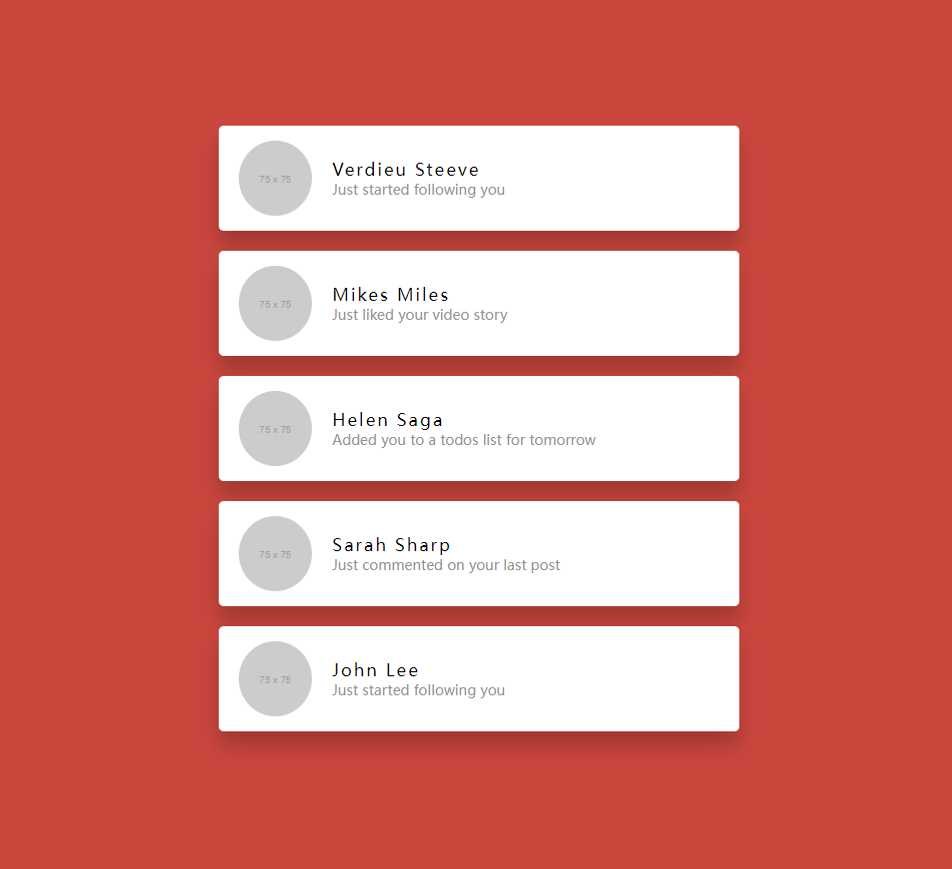 75 x 75
Verdieu Steeve
Just started following you
75 x 75
Mikes Miles
Just liked your video story
75 x 75
Helen Saga
Added you to a todos list for tomorrow
75 x 75
Sarah Sharp
Just commented on your last post
75 x 75
John Lee
Just started following you